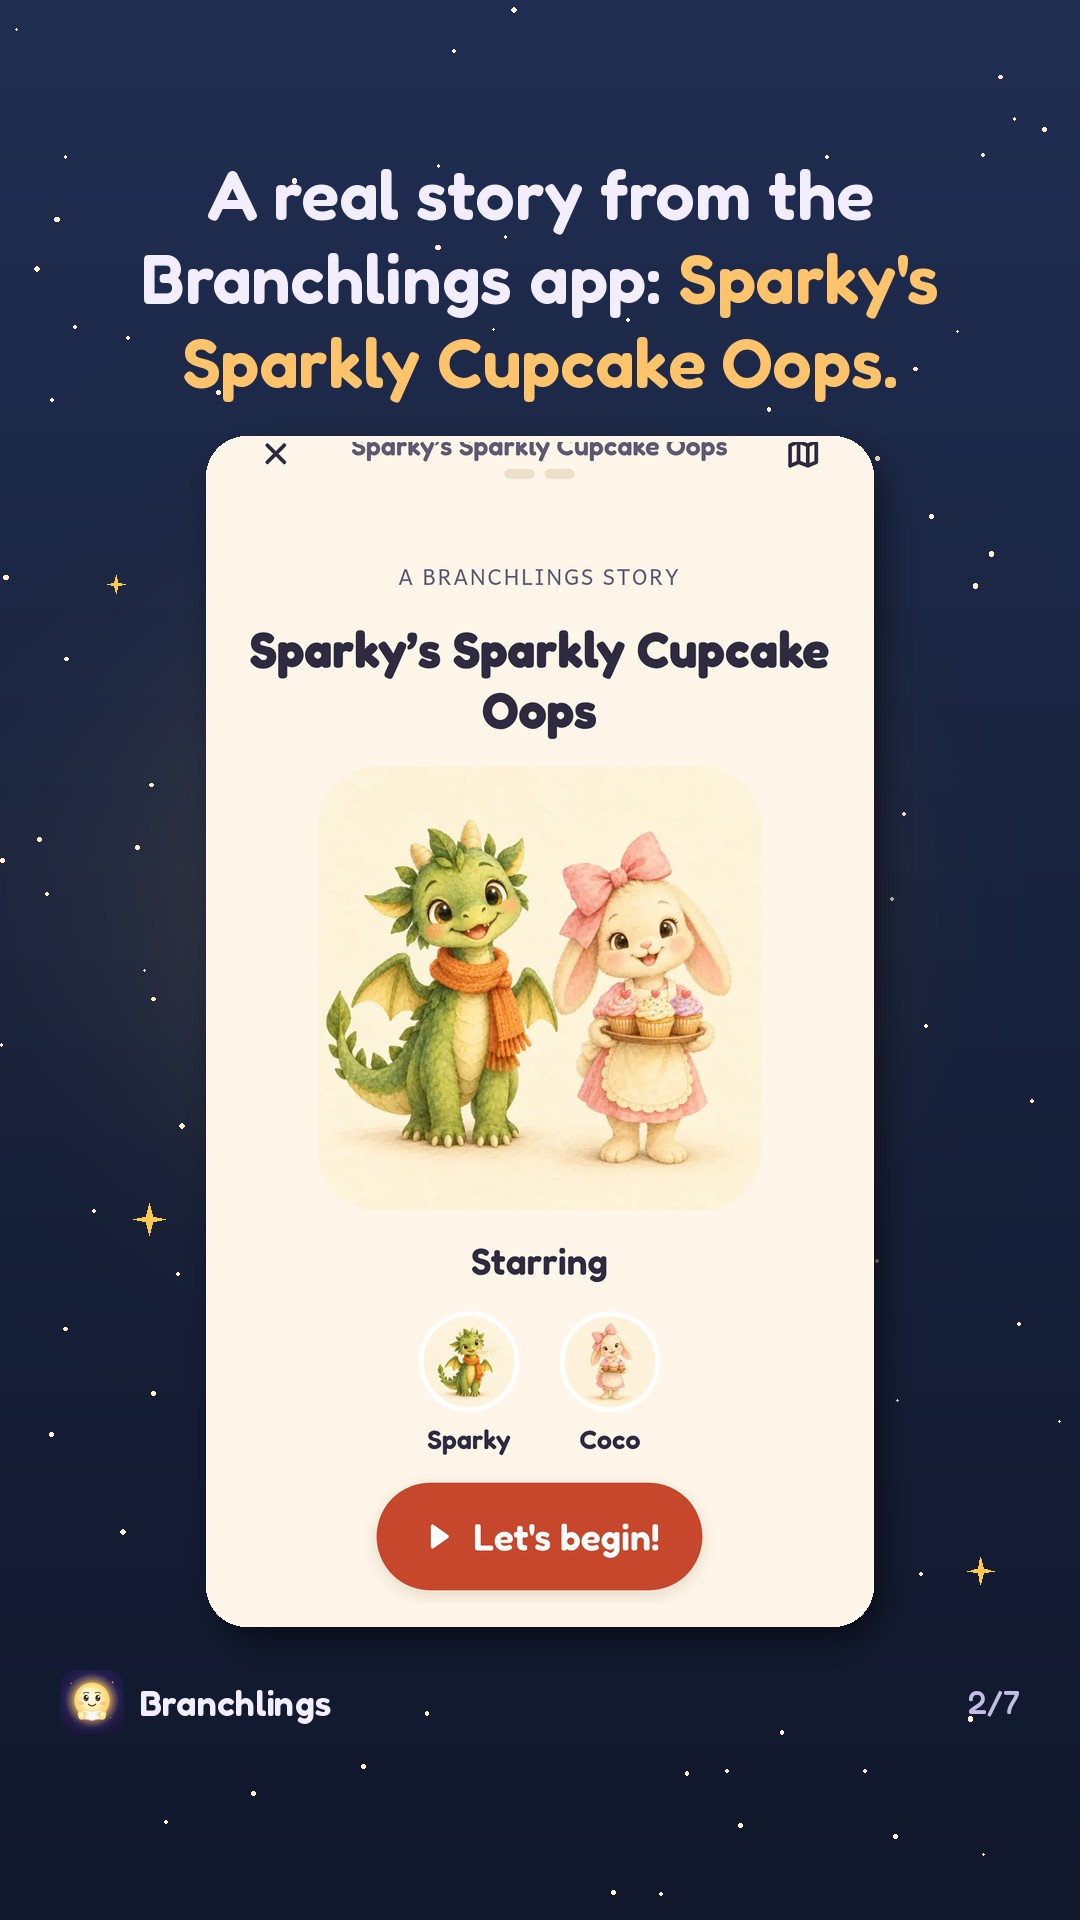 A real story from the
Branchlings app: Sparky's
Sparkly Cupcake Oops.
Sparky's Sparkly Cupcake Oops
A BRANCHLINGS STORY
Sparky’s Sparkly Cupcake
Oops
Starring
Sparky Coco
Let's begin!
Branchlings
2/7